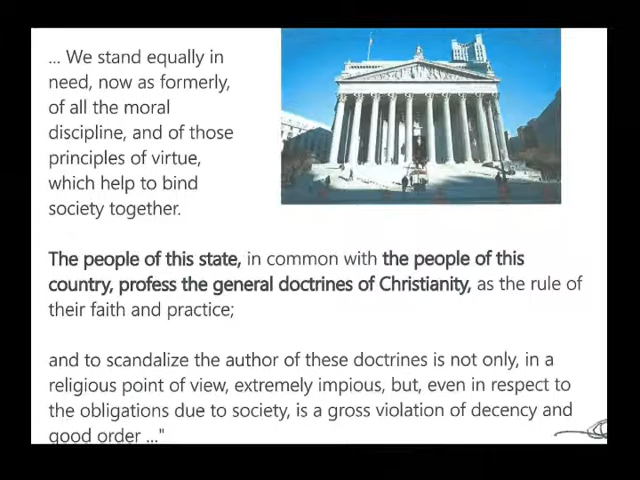 ... We stand equally in
need, now as formerly,
of all the moral
discipline, and of those
principles of virtue,
which help to bind
society together.
The people of this state, in common with the people of this
country, profess the general doctrines of Christianity, as the rule of
their faith and practice;
and to scandalize the author of these doctrines is not only, in a
religious point of view, extremely impious, but, even in respect to
the obligations due to society, is a gross violation of decency and
good order ..."